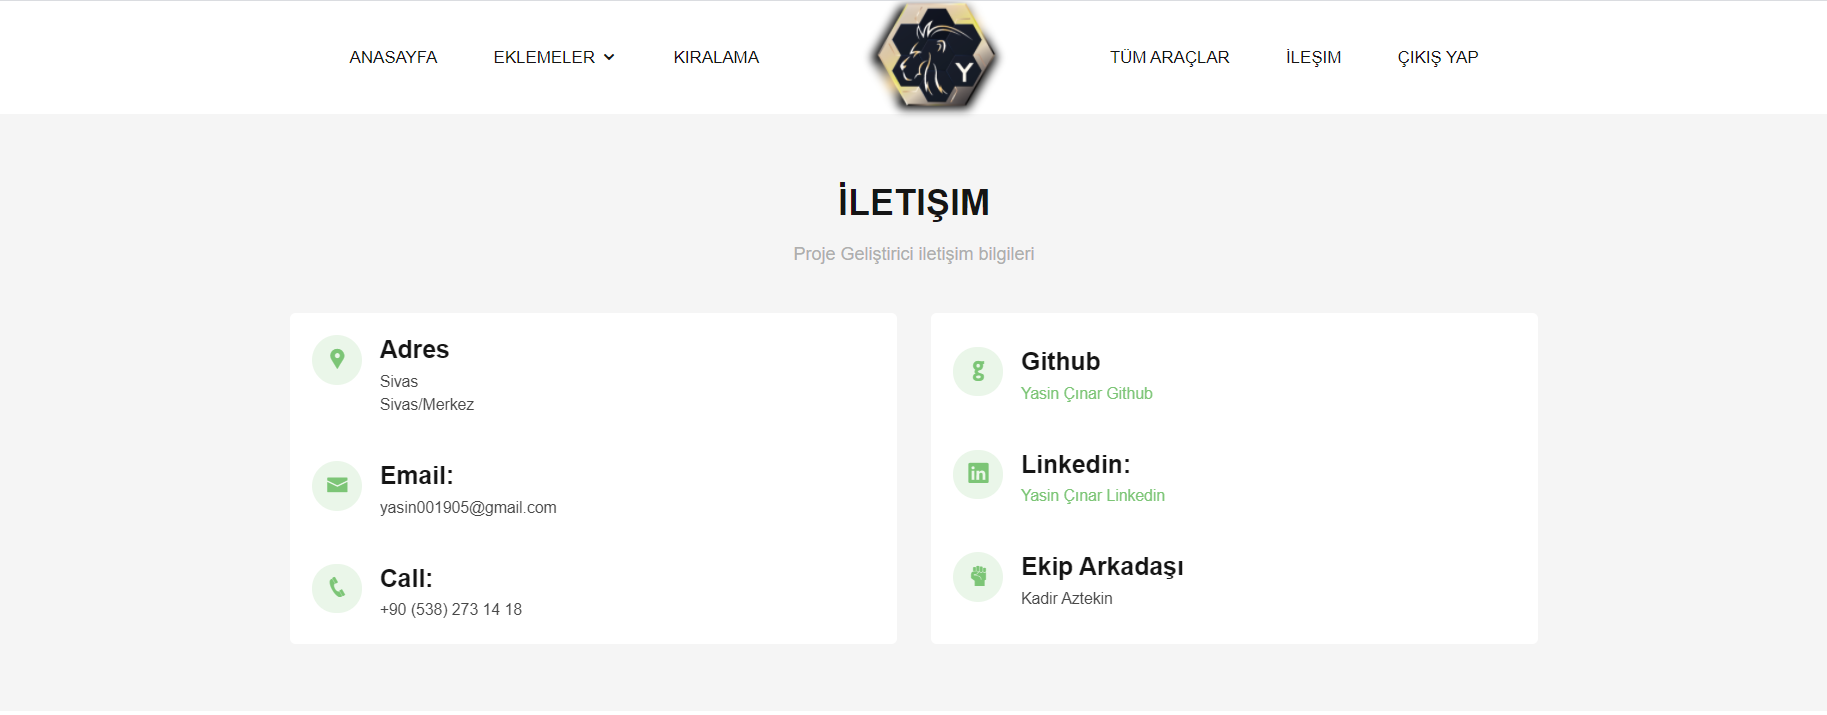 ANASAYFA
EKLEMELER
KIRALAMA
Y
TÜM ARAÇLAR
İLEŞIM
ÇIKIŞ YAP
İLETIŞIM
Proje Geliştirici iletişim bilgileri
Adres
Sivas
Sivas/Merkez
Email:
yasin001905@gmail.com
Call:
+90 (538) 273 14 18
g
Github
Yasin Çınar Github
in
Linkedin:
Yasin Çınar Linkedin
Ekip Arkadaşı
Kadir Aztekin